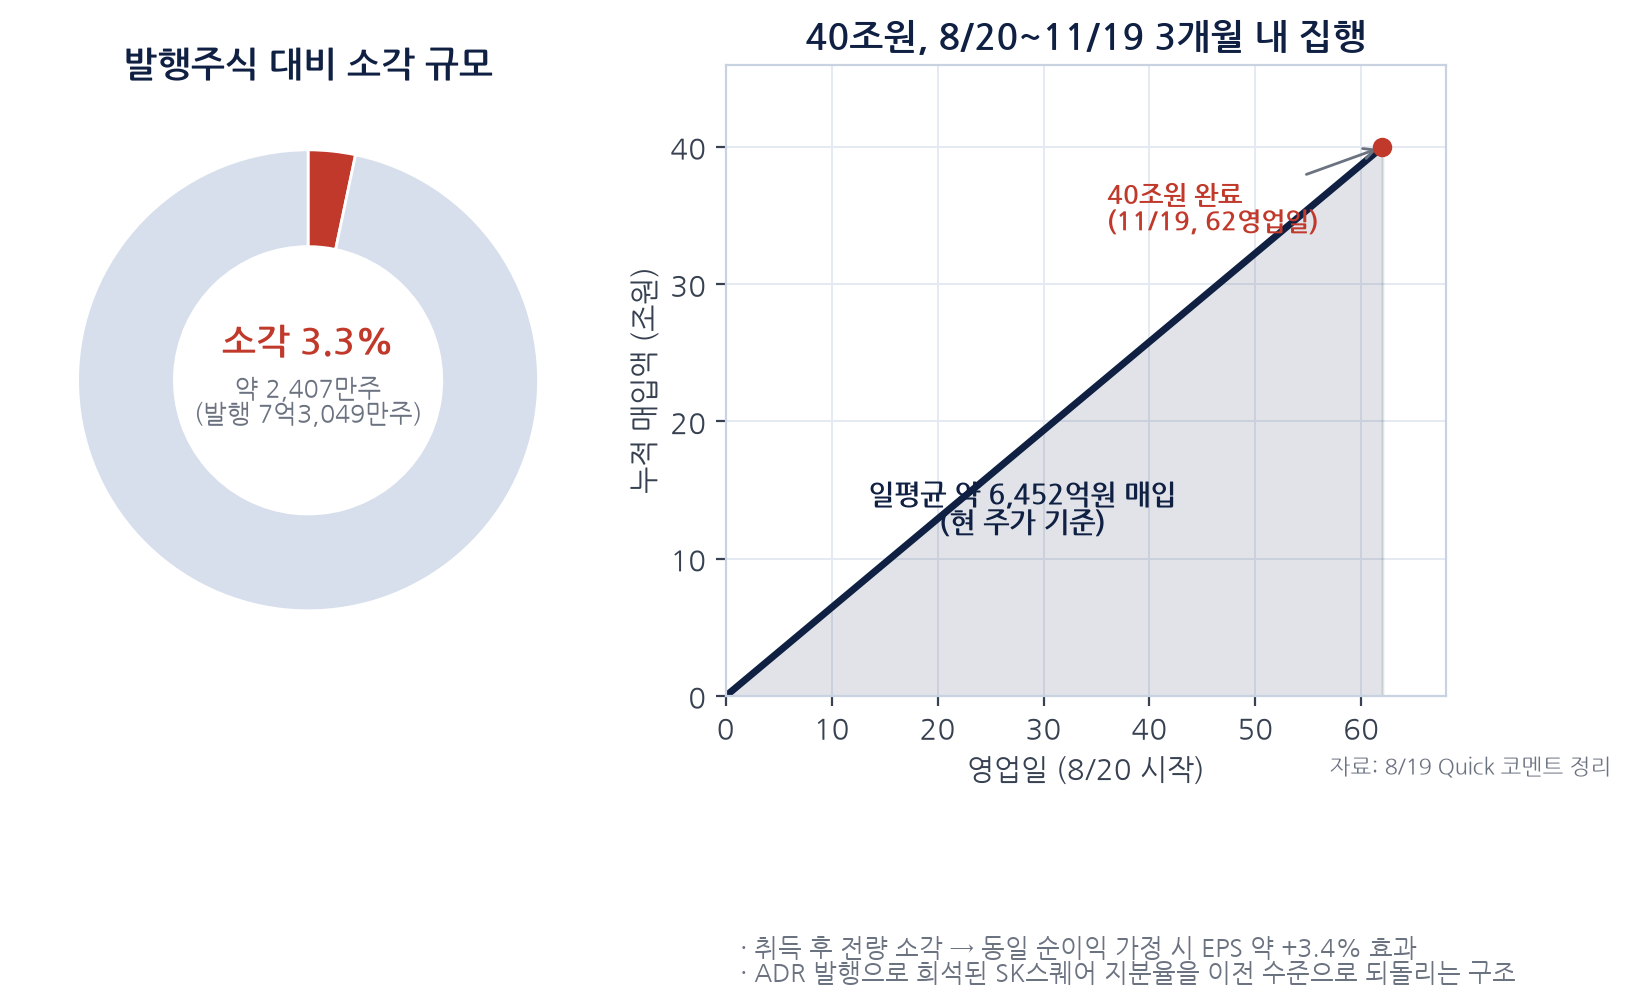 발행주식 대비 소각 규모
소각 3.3%
약 2,407만주
(발행 7억3,049만주)
40조원, 8/20~11/19 3개월 내 집행
누적 매입액 (조원)
40
30
20
10
0
40조원 완료
(11/19, 62영업일)
일평균 약 6,452억원 매입
(현 주가 기준)
0 10 20 30 40 50 60
영업일 (8/20 시작)
자료: 8/19 Quick 코멘트 정리
· 취득 후 전량 소각 → 동일 순이익 가정 시 EPS 약 +3.4% 효과
· ADR 발행으로 희석된 SK스퀘어 지분율을 이전 수준으로 되돌리는 구조